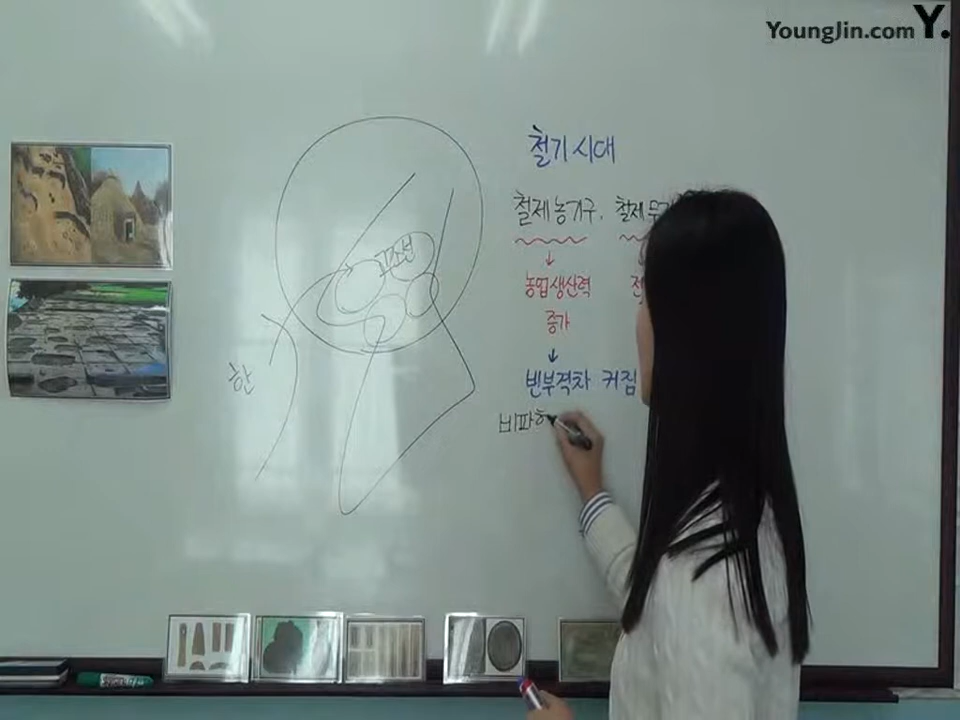 YoungJin.com Y.
철기 시대
철제 농기구, 철제 무기
고조선
농업생산력
증가
한
빈부격차 커짐
비파